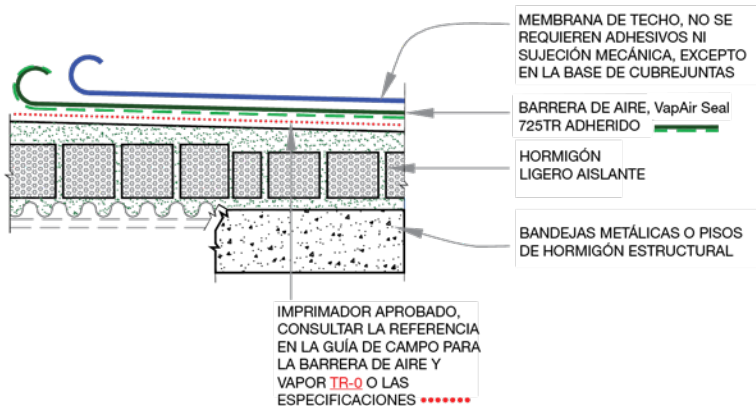 MEMBRANA DE TECHO, NO SE
REQUIEREN ADHESIVOS NI
SUJECIÓN MECÁNICA, EXCEPTO
EN LA BASE DE CUBREJUNTAS
BARRERA DE AIRE, VapAir Seal
725TR ADHERIDO
HORMIGÓN
LIGERO AISLANTE
BANDEJAS METÁLICAS O PISOS
DE HORMIGÓN ESTRUCTURAL
IMPRIMADOR APROBADO,
CONSULTAR LA REFERENCIA
EN LA GUÍA DE CAMPO PARA
LA BARRERA DE AIRE Y
VAPOR TR-0 O LAS
ESPECIFICACIONES